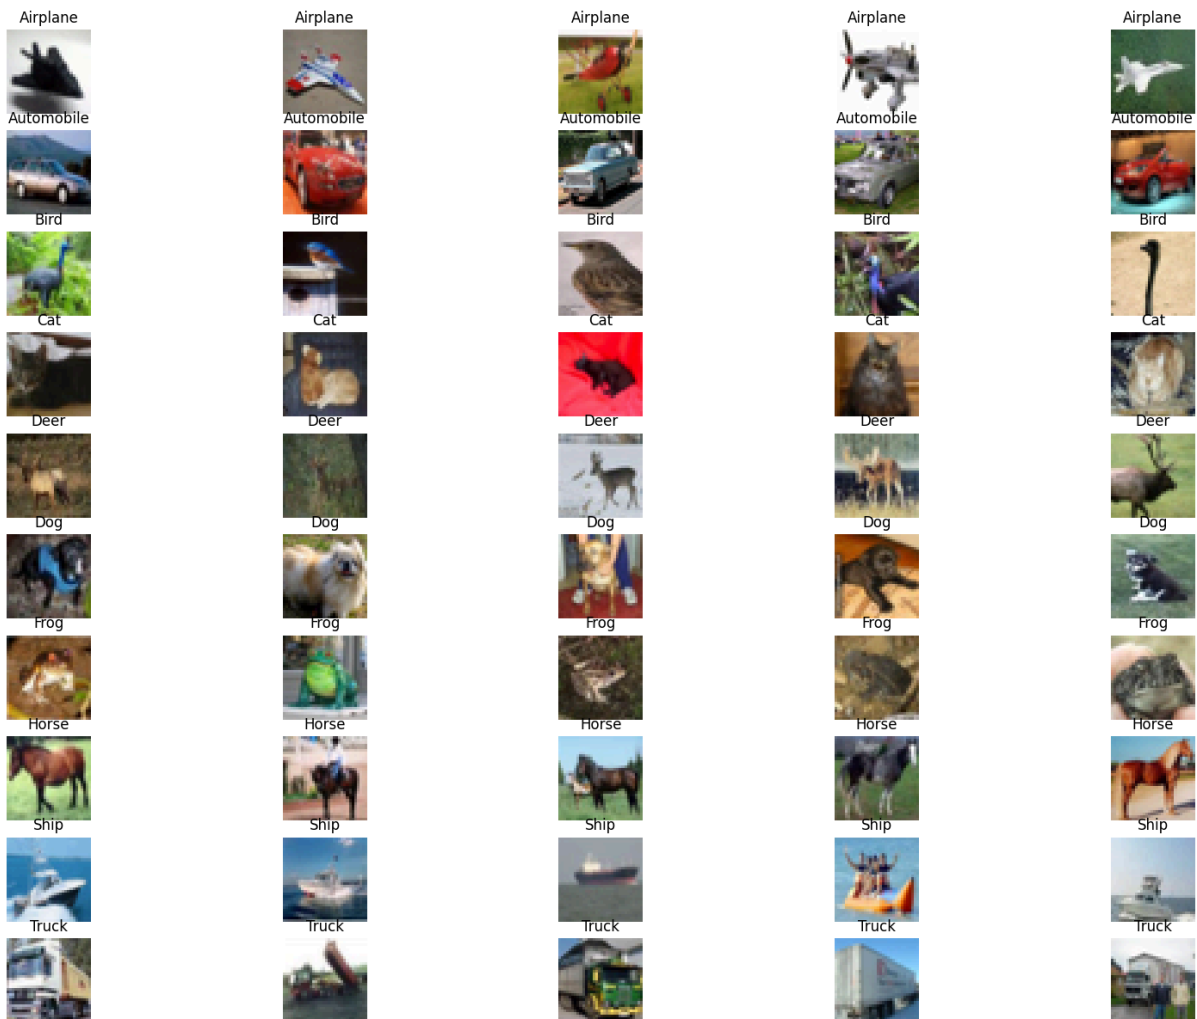 Airplane Airplane Airplane Airplane Airplane
Automobile Automobile Automobile Automobile Automobile
Bird Bird Bird Bird Bird
Cat Cat Cat Cat Cat
Deer Deer Deer Deer Deer
Dog Dog Dog Dog Dog
Frog Frog Frog Frog Frog
Horse Horse Horse Horse Horse
Ship Ship Ship Ship Ship
Truck Truck Truck Truck Truck